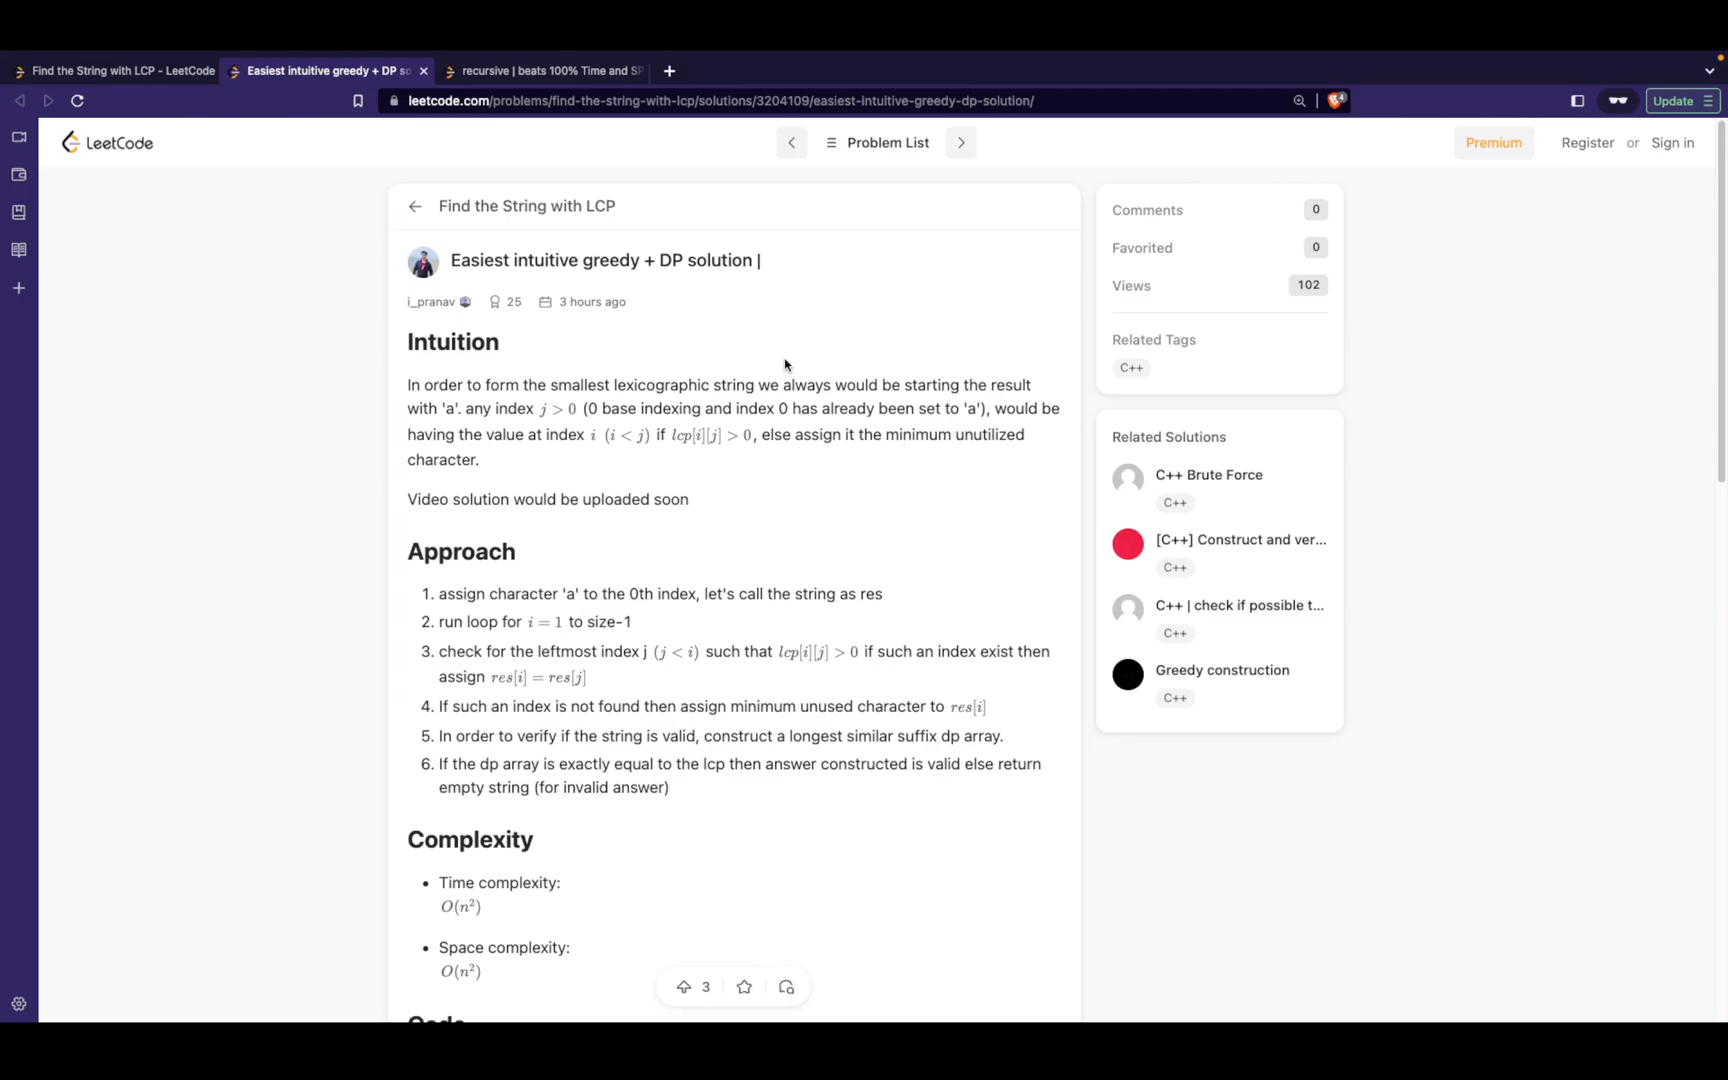 Find the String with LCP - LeetCode
Easiest intuitive greedy + DP so
recursive | beats 100% Time and SP
leetcode.com/problems/find-the-string-with-lcp/solutions/3204109/easiest-intuitive-greedy-dp-solution/
4
Update
LeetCode
Problem List
Premium
Register or Sign in
Find the String with LCP
Easiest intuitive greedy + DP solution |
i_pranav 25 3 hours ago
Intuition
In order to form the smallest lexicographic string we always would be starting the result
with 'a'. any index j > 0 (0 base indexing and index 0 has already been set to 'a'), would be
having the value at index i (i < j) if lcp[i][j] > 0, else assign it the minimum unutilized
character.
Video solution would be uploaded soon
Approach
1. assign character 'a' to the 0th index, let's call the string as res
2. run loop for i = 1 to size-1
3. check for the leftmost index j (j < i) such that lcp[i][j] > 0 if such an index exist then
assign res[i] = res[j]
4. If such an index is not found then assign minimum unused character to res[i]
5. In order to verify if the string is valid, construct a longest similar suffix dp array.
6. If the dp array is exactly equal to the lcp then answer constructed is valid else return
empty string (for invalid answer)
Complexity
• Time complexity:
O(n²)
• Space complexity:
O(n²)
3
Code
Comments 0
Favorited 0
Views 102
Related Tags
C++
Related Solutions
C++ Brute Force
C++
[C++] Construct and ver...
C++
C++ | check if possible t...
C++
Greedy construction
C++